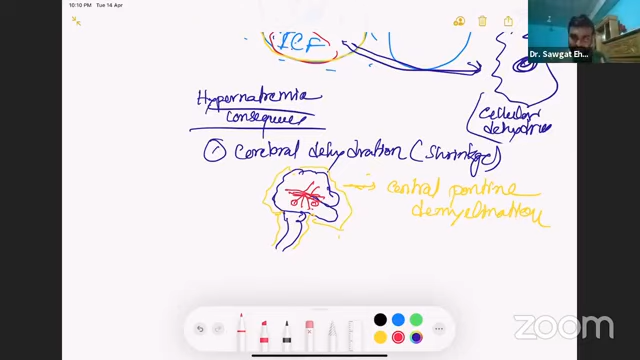 10:10 PM Tue 14 Apr
Dr. Sawgat Eh...
ICF
Hypernatremia
Consequences
Cellular
dehydration
① Cerebral dehydration (shrinkage)
→ central pontine
demyelination
zoom